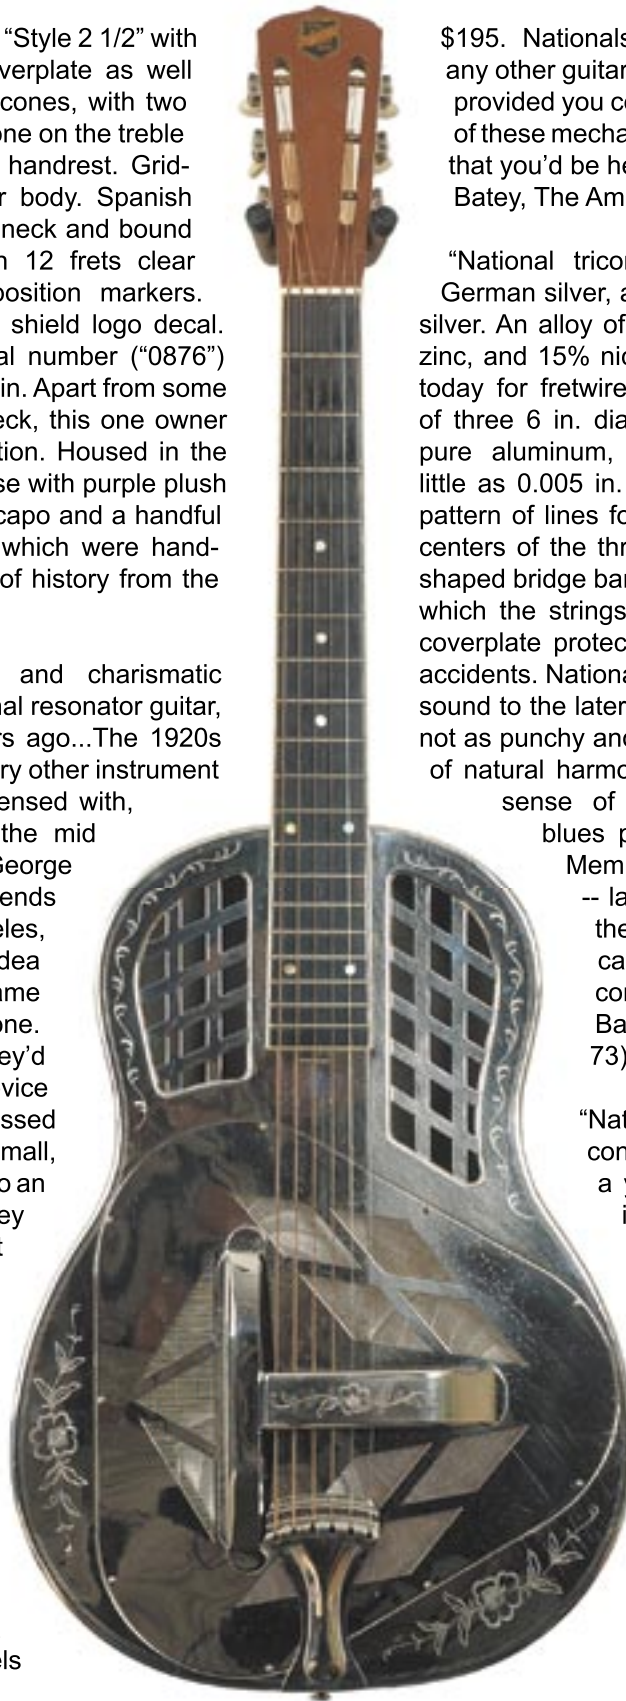 “Style 2 1/2” with
verplate as well
cones, with two
one on the treble
handrest. Grid-
r body. Spanish
neck and bound
n 12 frets clear
position markers.
shield logo decal.
al number (“0876”)
in. Apart from some
eck, this one owner
tion. Housed in the
se with purple plush
capo and a handful
which were hand-
of history from the
and charismatic
nal resonator guitar,
rs ago...The 1920s
ry other instrument
ensed with,
the mid
George
ends
eles,
dea
ame
one.
ey’d
vice
ssed
mall,
o an
ey
t
els
$195. Nationals
any other guitar
provided you co
of these mecha
that you’d be he
Batey, The Am
“National tricon
German silver, a
silver. An alloy of
zinc, and 15% nic
today for fretwire
of three 6 in. dia
pure aluminum,
little as 0.005 in.
pattern of lines fo
centers of the thr
shaped bridge bar
which the strings
coverplate protec
accidents. Nationa
sound to the later
not as punchy and
of natural harmo
sense of
blues p
Mem
-- la
the
ca
con
Ba
73)
“Nat
con
a y
i